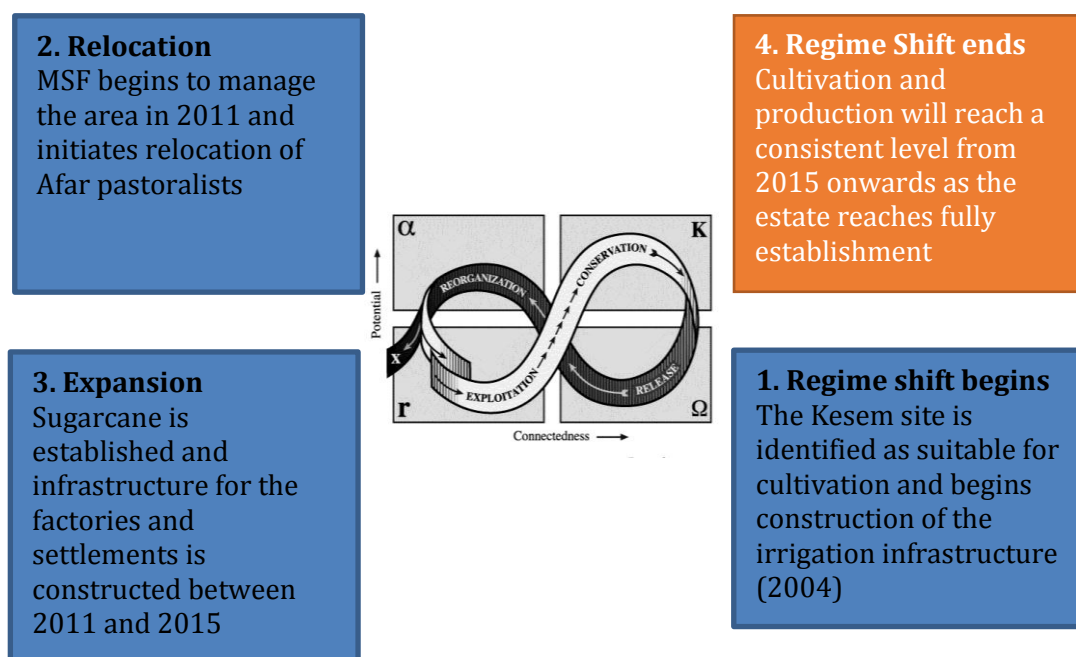 2. Relocation
MSF begins to manage
the area in 2011 and
initiates relocation of
Afar pastoralists
4. Regime Shift ends
Cultivation and
production will reach a
consistent level from
2015 onwards as the
estate reaches fully
establishment
α
K
REORGANIZATION
CONSERVATION
Potential
x
EXPLOITATION
RELEASE
r
Ω
Connectedness
3. Expansion
Sugarcane is
established and
infrastructure for the
factories and
settlements is
constructed between
2011 and 2015
1. Regime shift begins
The Kesem site is
identified as suitable for
cultivation and begins
construction of the
irrigation infrastructure
(2004)